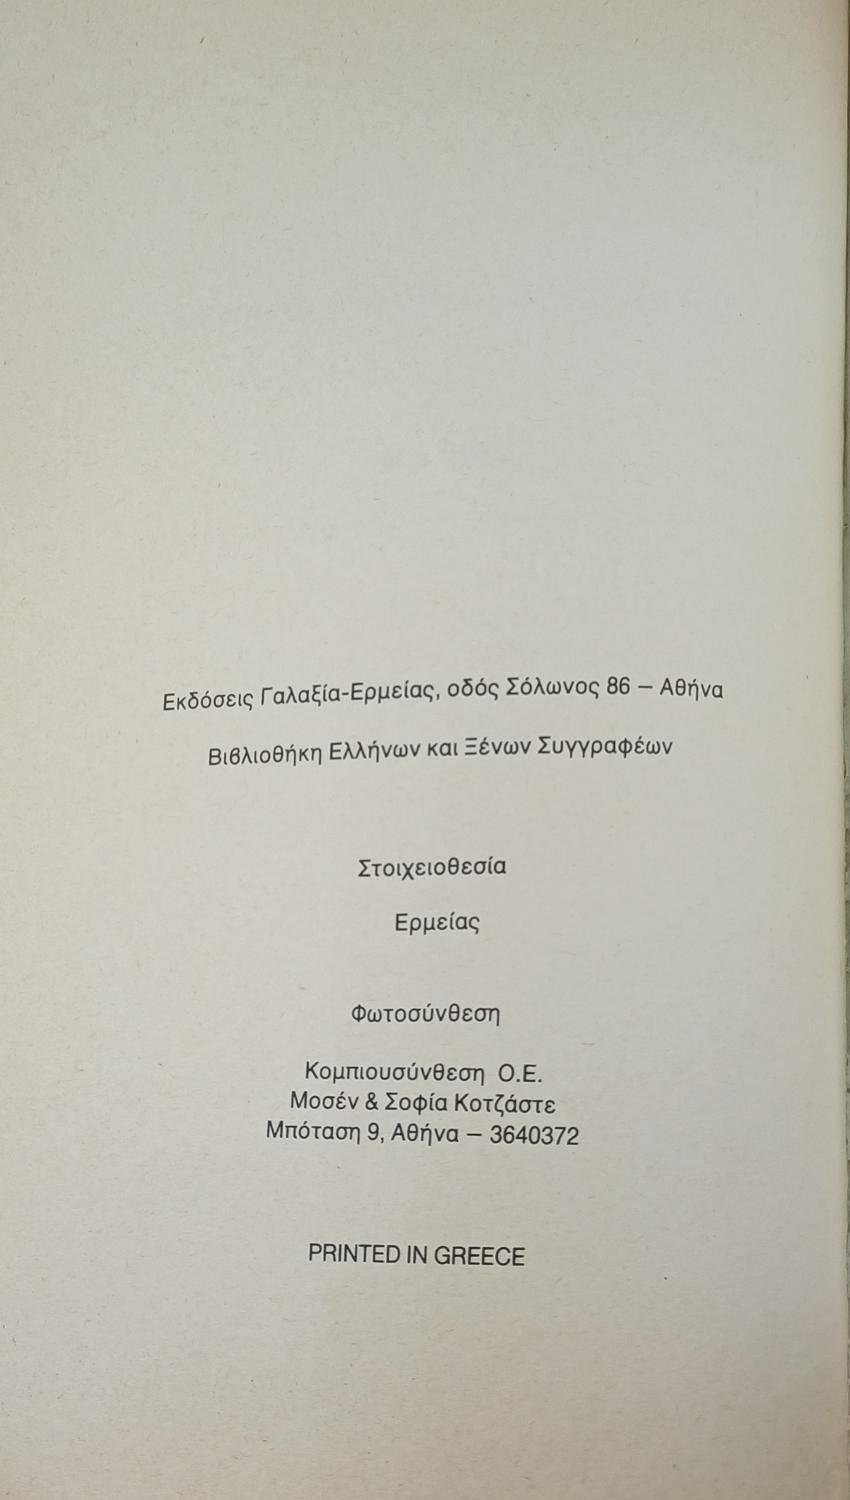 Εκδόσεις Γαλαξία-Ερμείας, οδός Σόλωνος 86 – Αθήνα
Βιβλιοθήκη Ελλήνων και Ξένων Συγγραφέων
Στοιχειοθεσία
Ερμείας
Φωτοσύνθεση
Κομπιουσύνθεση Ο.Ε.
Μοσέν & Σοφία Κοτζάστε
Μπόταση 9, Αθήνα – 3640372
PRINTED IN GREECE